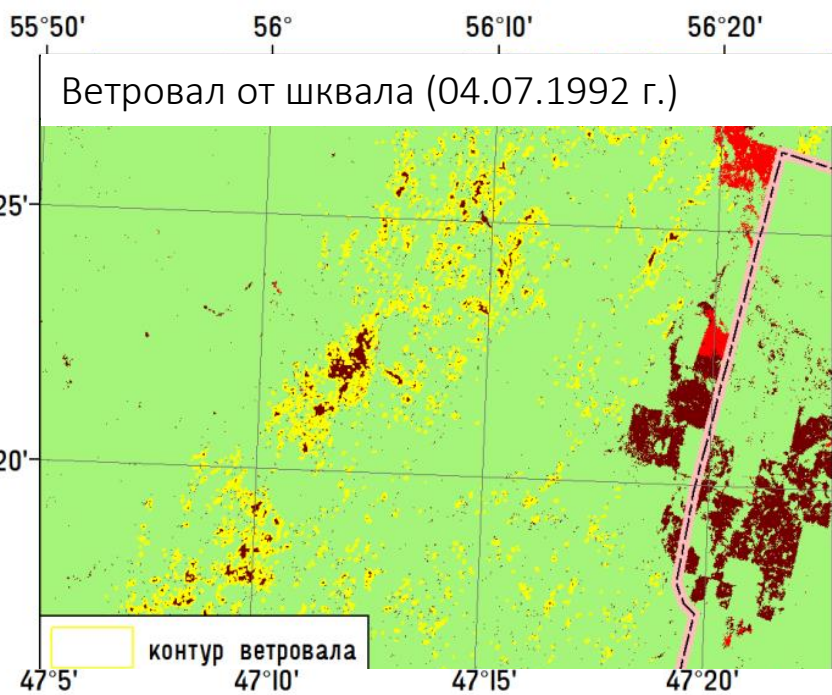 55°50' 56° 56°10' 56°20'
Ветровал от шквала (04.07.1992 г.)
25'
20'
контур ветровала
47°5' 47°10' 47°15' 47°20'